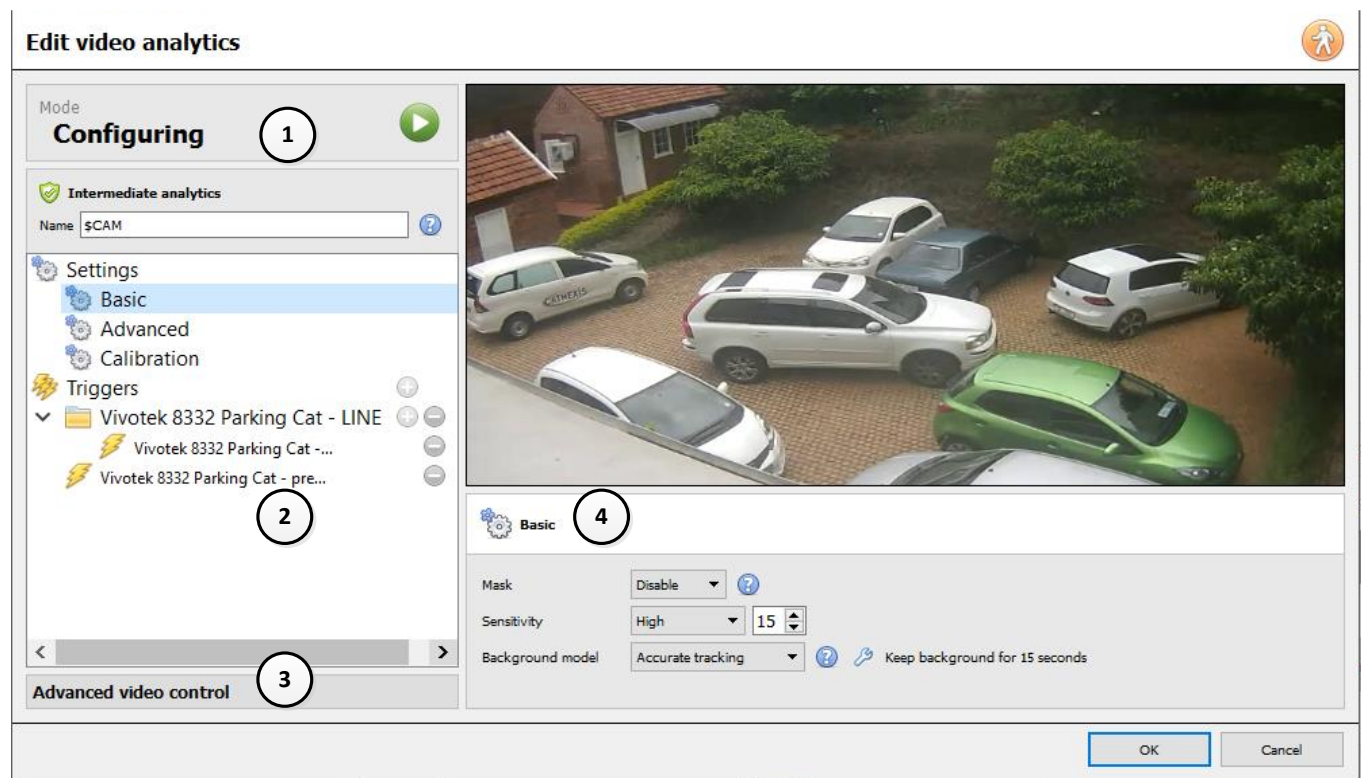 Edit video analytics
Mode
Configuring
1
Intermediate analytics
Name $CAM
Settings
Basic
Advanced
Calibration
Triggers
Vivotek 8332 Parking Cat - LINE
Vivotek 8332 Parking Cat -...
Vivotek 8332 Parking Cat - pre...
2
3
Advanced video control
CATHEXIS
Basic
4
Mask Disable
Sensitivity High 15
Background model Accurate tracking Keep background for 15 seconds
OK Cancel